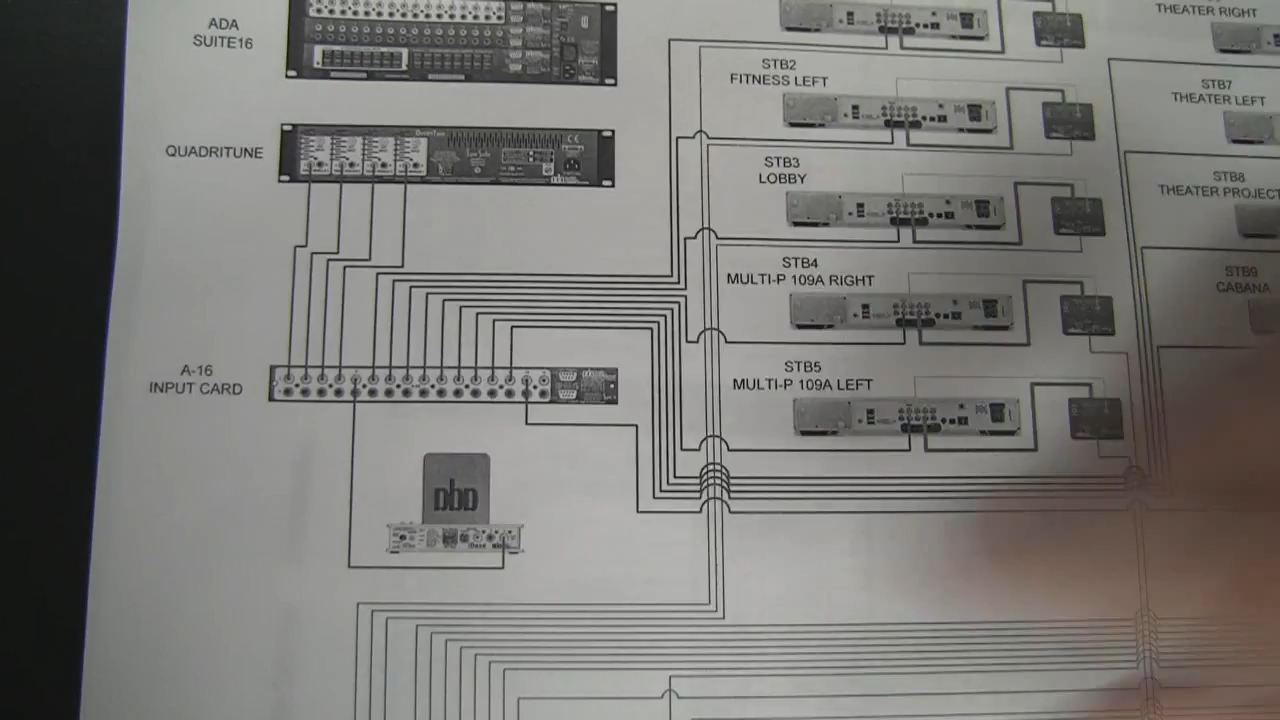 ADA
SUITE16
QUADRITUNE
A-16
INPUT CARD
STB2
FITNESS LEFT
STB3
LOBBY
STB4
MULTI-P 109A RIGHT
STB5
MULTI-P 109A LEFT
THEATER RIGHT
STB7
THEATER LEFT
STB8
THEATER PROJECT
STB9
CABANA